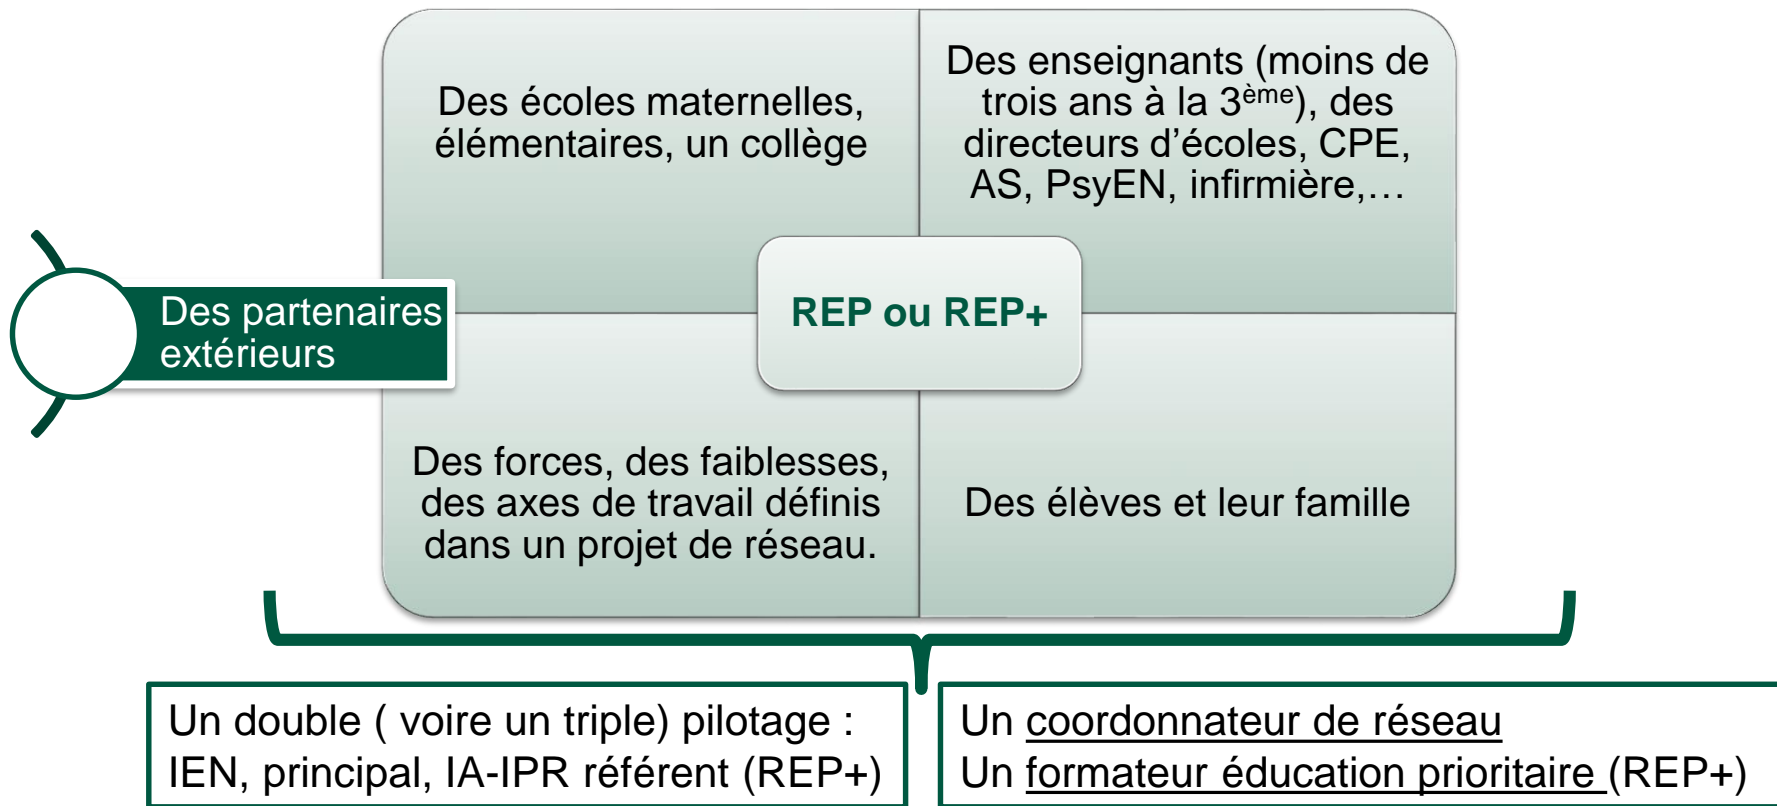 Des écoles maternelles,
élémentaires, un collège
Des enseignants (moins de
trois ans à la 3ème), des
directeurs d’écoles, CPE,
AS, PsyEN, infirmière,…
Des partenaires
extérieurs
REP ou REP+
Des forces, des faiblesses,
des axes de travail définis
dans un projet de réseau.
Des élèves et leur famille
Un double ( voire un triple) pilotage :
IEN, principal, IA-IPR référent (REP+)
Un coordonnateur de réseau
Un formateur éducation prioritaire (REP+)